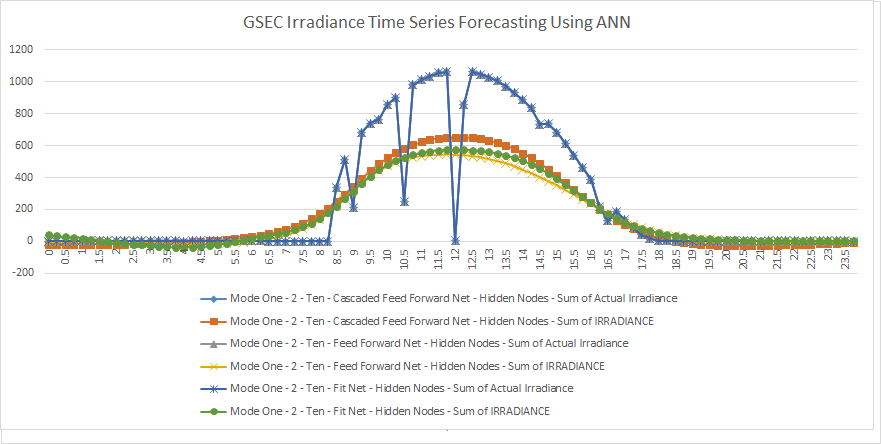 GSEC Irradiance Time Series Forecasting Using ANN
1200
1000
800
600
400
200
0
-200
0 0.5 1 1.5 2 2.5 3 3.5 4 4.5 5 5.5 6 6.5 7 7.5 8 8.5 9 9.5 10 10.5 11 11.5 12 12.5 13 13.5 14 14.5 15 15.5 16 16.5 17 17.5 18 18.5 19 19.5 20 20.5 21 21.5 22 22.5 23 23.5
Mode One - 2 - Ten - Cascaded Feed Forward Net - Hidden Nodes - Sum of Actual Irradiance
Mode One - 2 - Ten - Cascaded Feed Forward Net - Hidden Nodes - Sum of IRRADIANCE
Mode One - 2 - Ten - Feed Forward Net - Hidden Nodes - Sum of Actual Irradiance
Mode One - 2 - Ten - Feed Forward Net - Hidden Nodes - Sum of IRRADIANCE
Mode One - 2 - Ten - Fit Net - Hidden Nodes - Sum of Actual Irradiance
Mode One - 2 - Ten - Fit Net - Hidden Nodes - Sum of IRRADIANCE